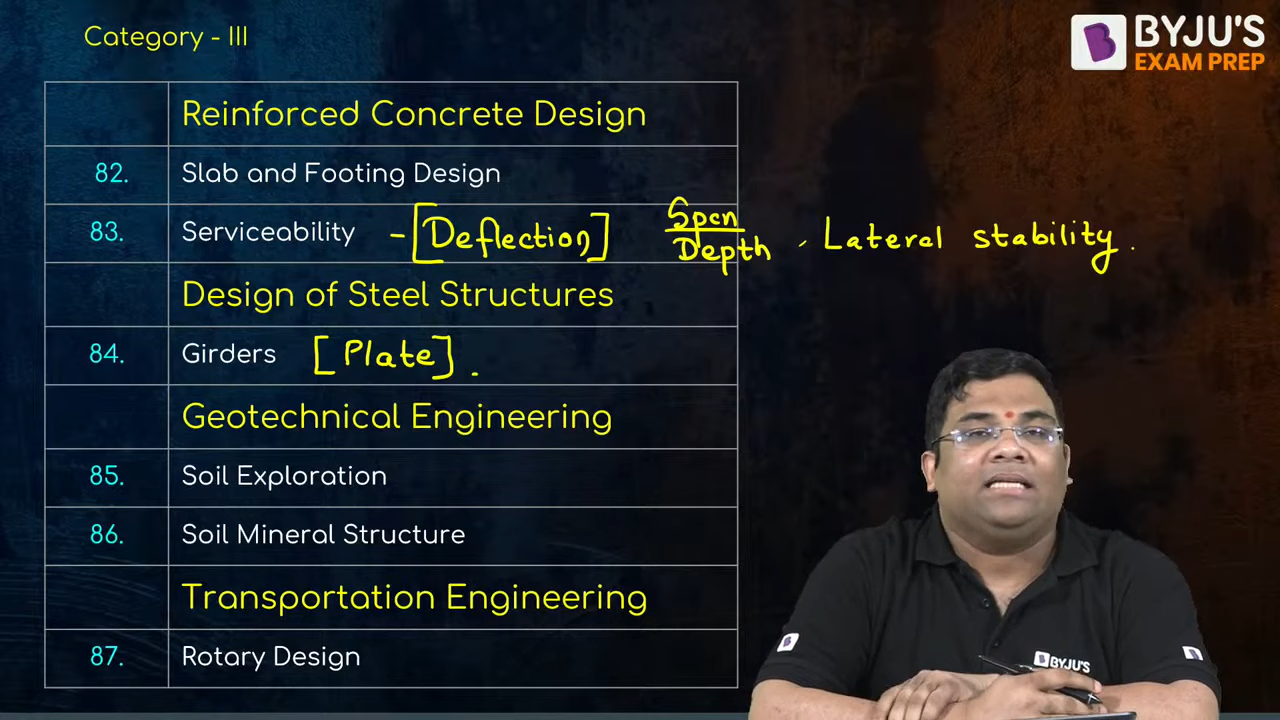 Category - III
BYJU'S
EXAM PREP
Reinforced Concrete Design
82. Slab and Footing Design
83. Serviceability - [Deflection] Span/Depth, Lateral stability.
Design of Steel Structures
84. Girders [Plate].
Geotechnical Engineering
85. Soil Exploration
86. Soil Mineral Structure
Transportation Engineering
87. Rotary Design
BYJU'S